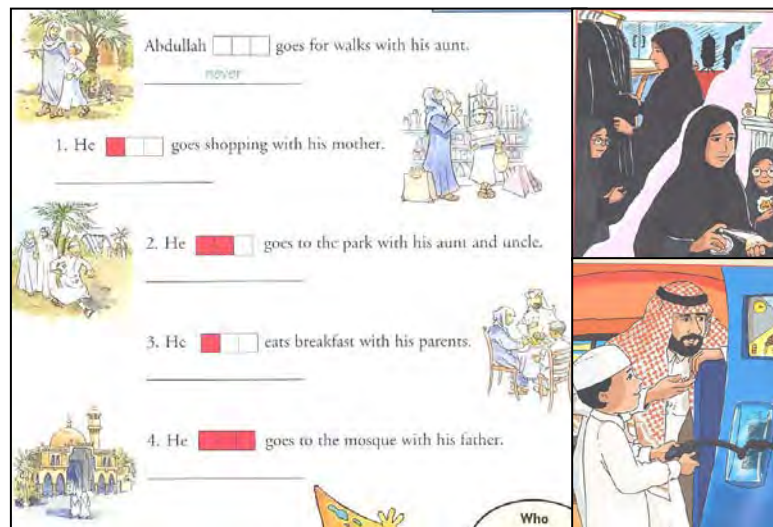 Abdullah goes for walks with his aunt.
never
1. He goes shopping with his mother.
2. He goes to the park with his aunt and uncle.
3. He eats breakfast with his parents.
4. He goes to the mosque with his father.
Who